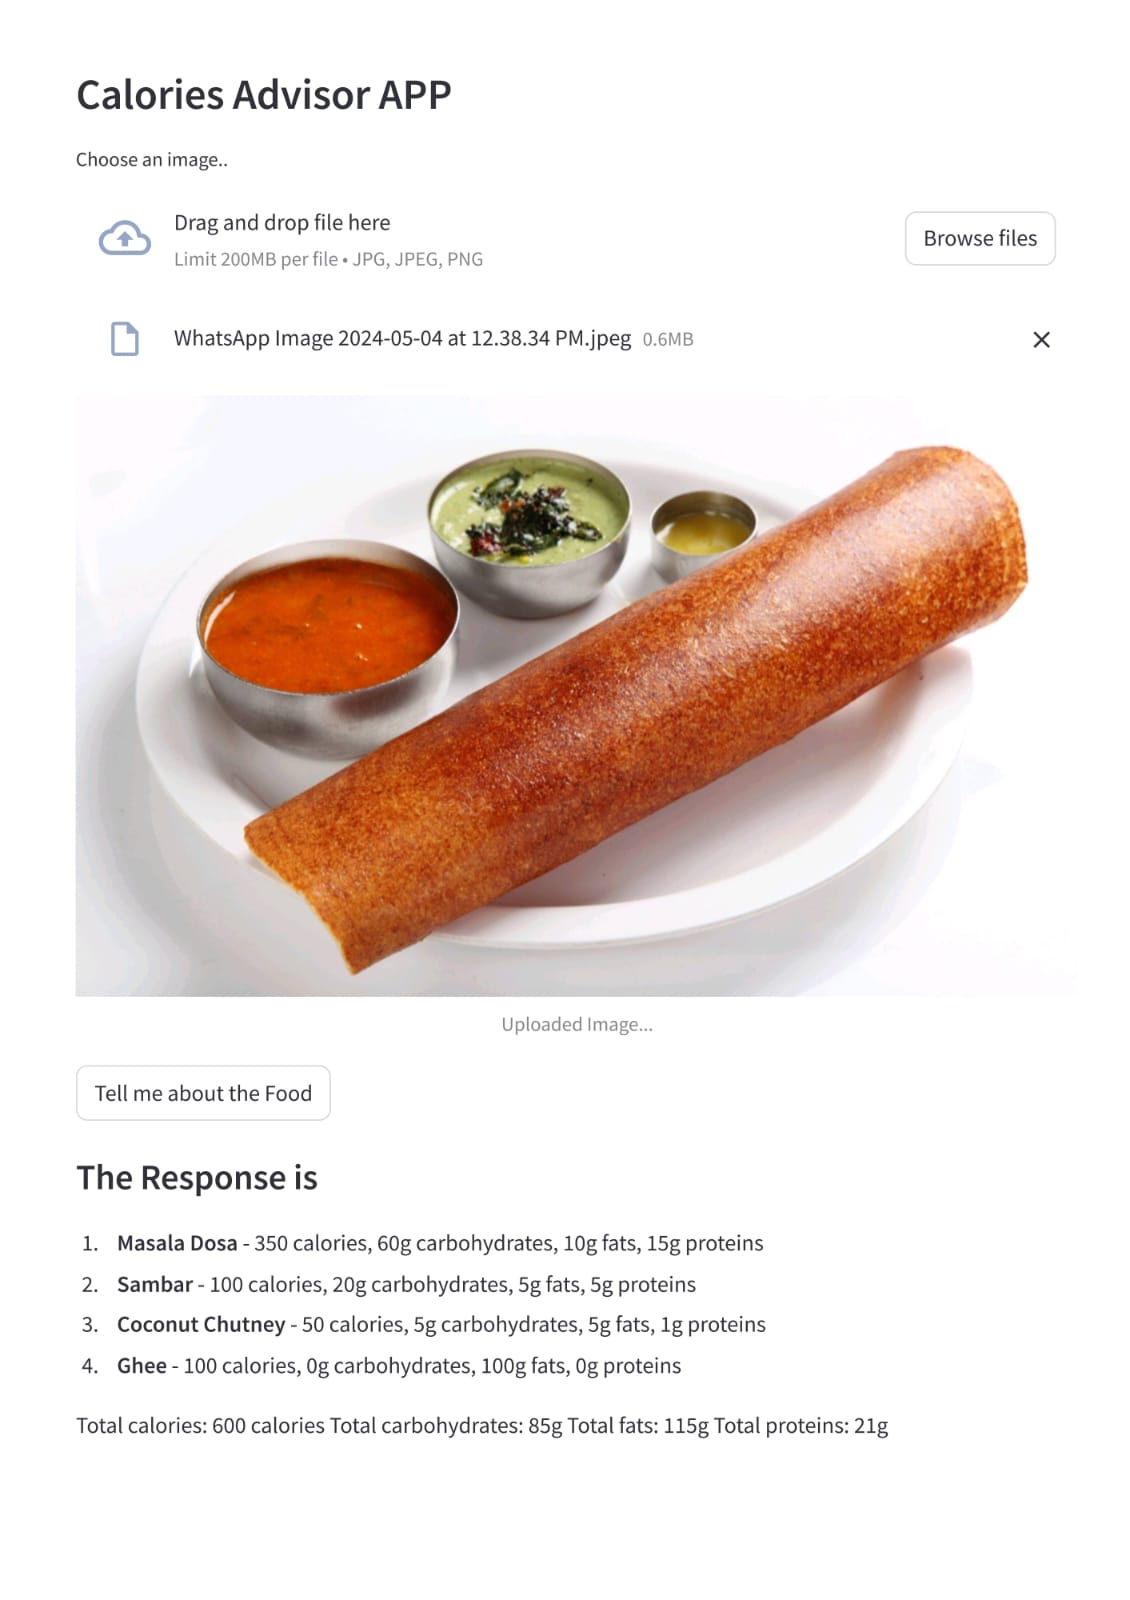 Calories Advisor APP
Choose an image..
Drag and drop file here
Limit 200MB per file • JPG, JPEG, PNG
Browse files
WhatsApp Image 2024-05-04 at 12.38.34 PM.jpeg 0.6MB
Uploaded Image...
Tell me about the Food
The Response is
1. Masala Dosa - 350 calories, 60g carbohydrates, 10g fats, 15g proteins
2. Sambar - 100 calories, 20g carbohydrates, 5g fats, 5g proteins
3. Coconut Chutney - 50 calories, 5g carbohydrates, 5g fats, 1g proteins
4. Ghee - 100 calories, 0g carbohydrates, 100g fats, 0g proteins
Total calories: 600 calories Total carbohydrates: 85g Total fats: 115g Total proteins: 21g